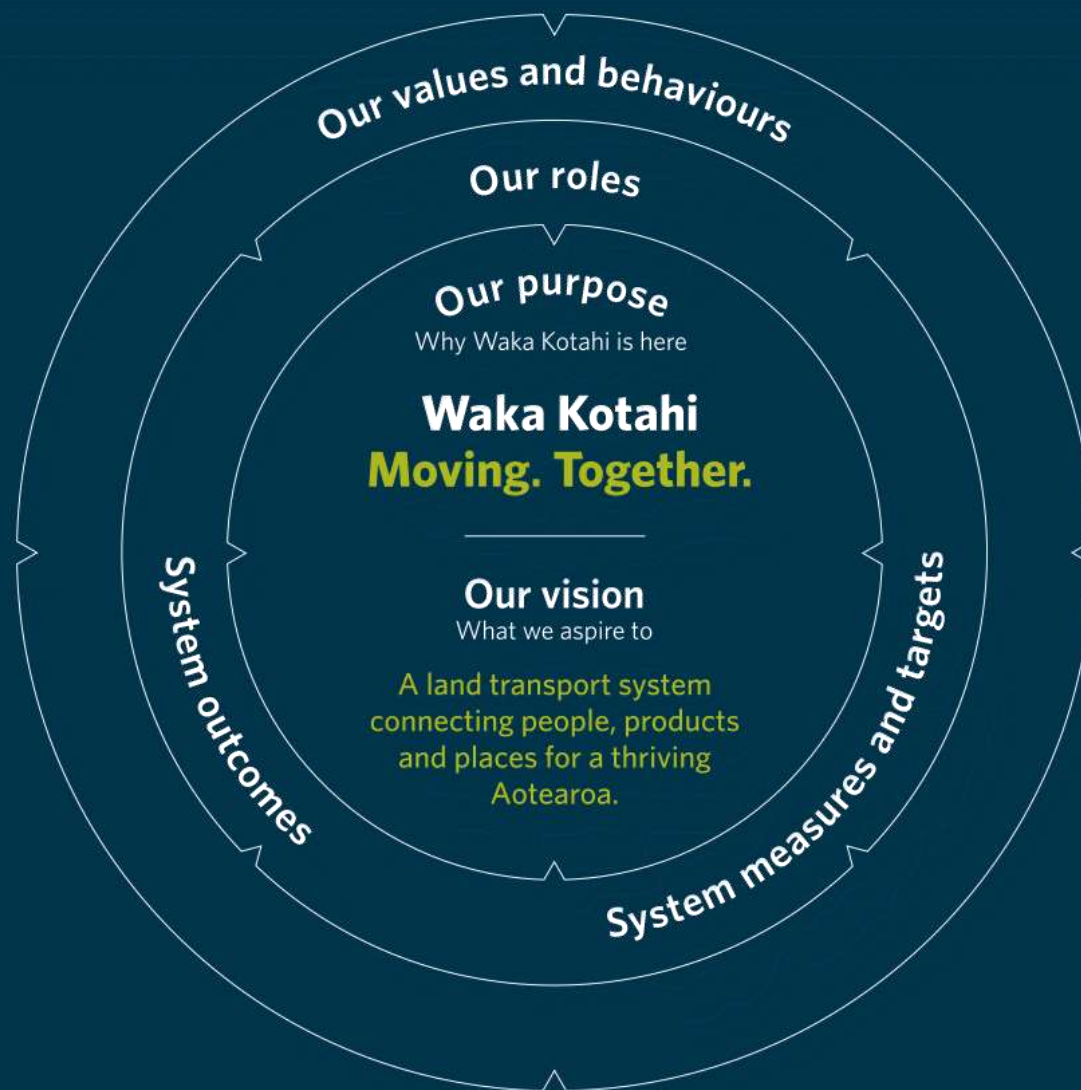 Our values and behaviours
Our roles
Our purpose
Why Waka Kotahi is here
Waka Kotahi
Moving. Together.
Our vision
What we aspire to
A land transport system
connecting people, products
and places for a thriving
Aotearoa.
System outcomes
System measures and targets